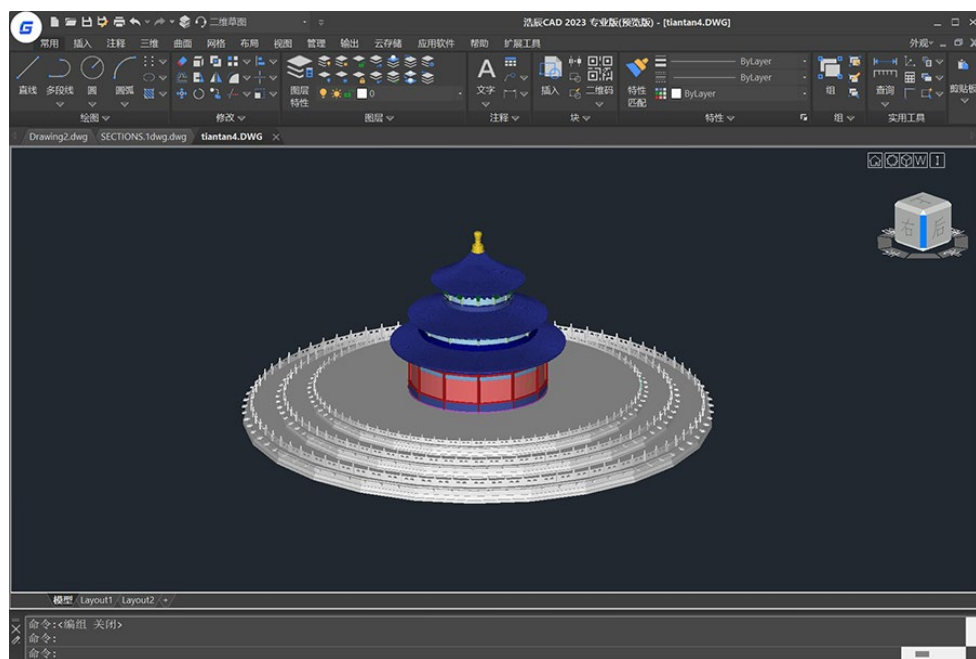 二维草图
浩辰CAD 2023 专业版(预览版) - [tiantan4.DWG]
常用 插入 注释 三维 曲面 网格 布局 视图 管理 输出 云存储 应用软件 帮助 扩展工具 外观
直线 多段线 圆 圆弧 图层特性 0 文字 插入 二维码 特性匹配 ByLayer ByLayer ByLayer 组 查询 剪贴板
绘图 修改 图层 注释 块 特性 组 实用工具
Drawing2.dwg SECTIONS.1dwg.dwg tiantan4.DWG
W
上
右 后
模型 Layout1 Layout2 +
命令:<编组 关闭>
命令:
命令: